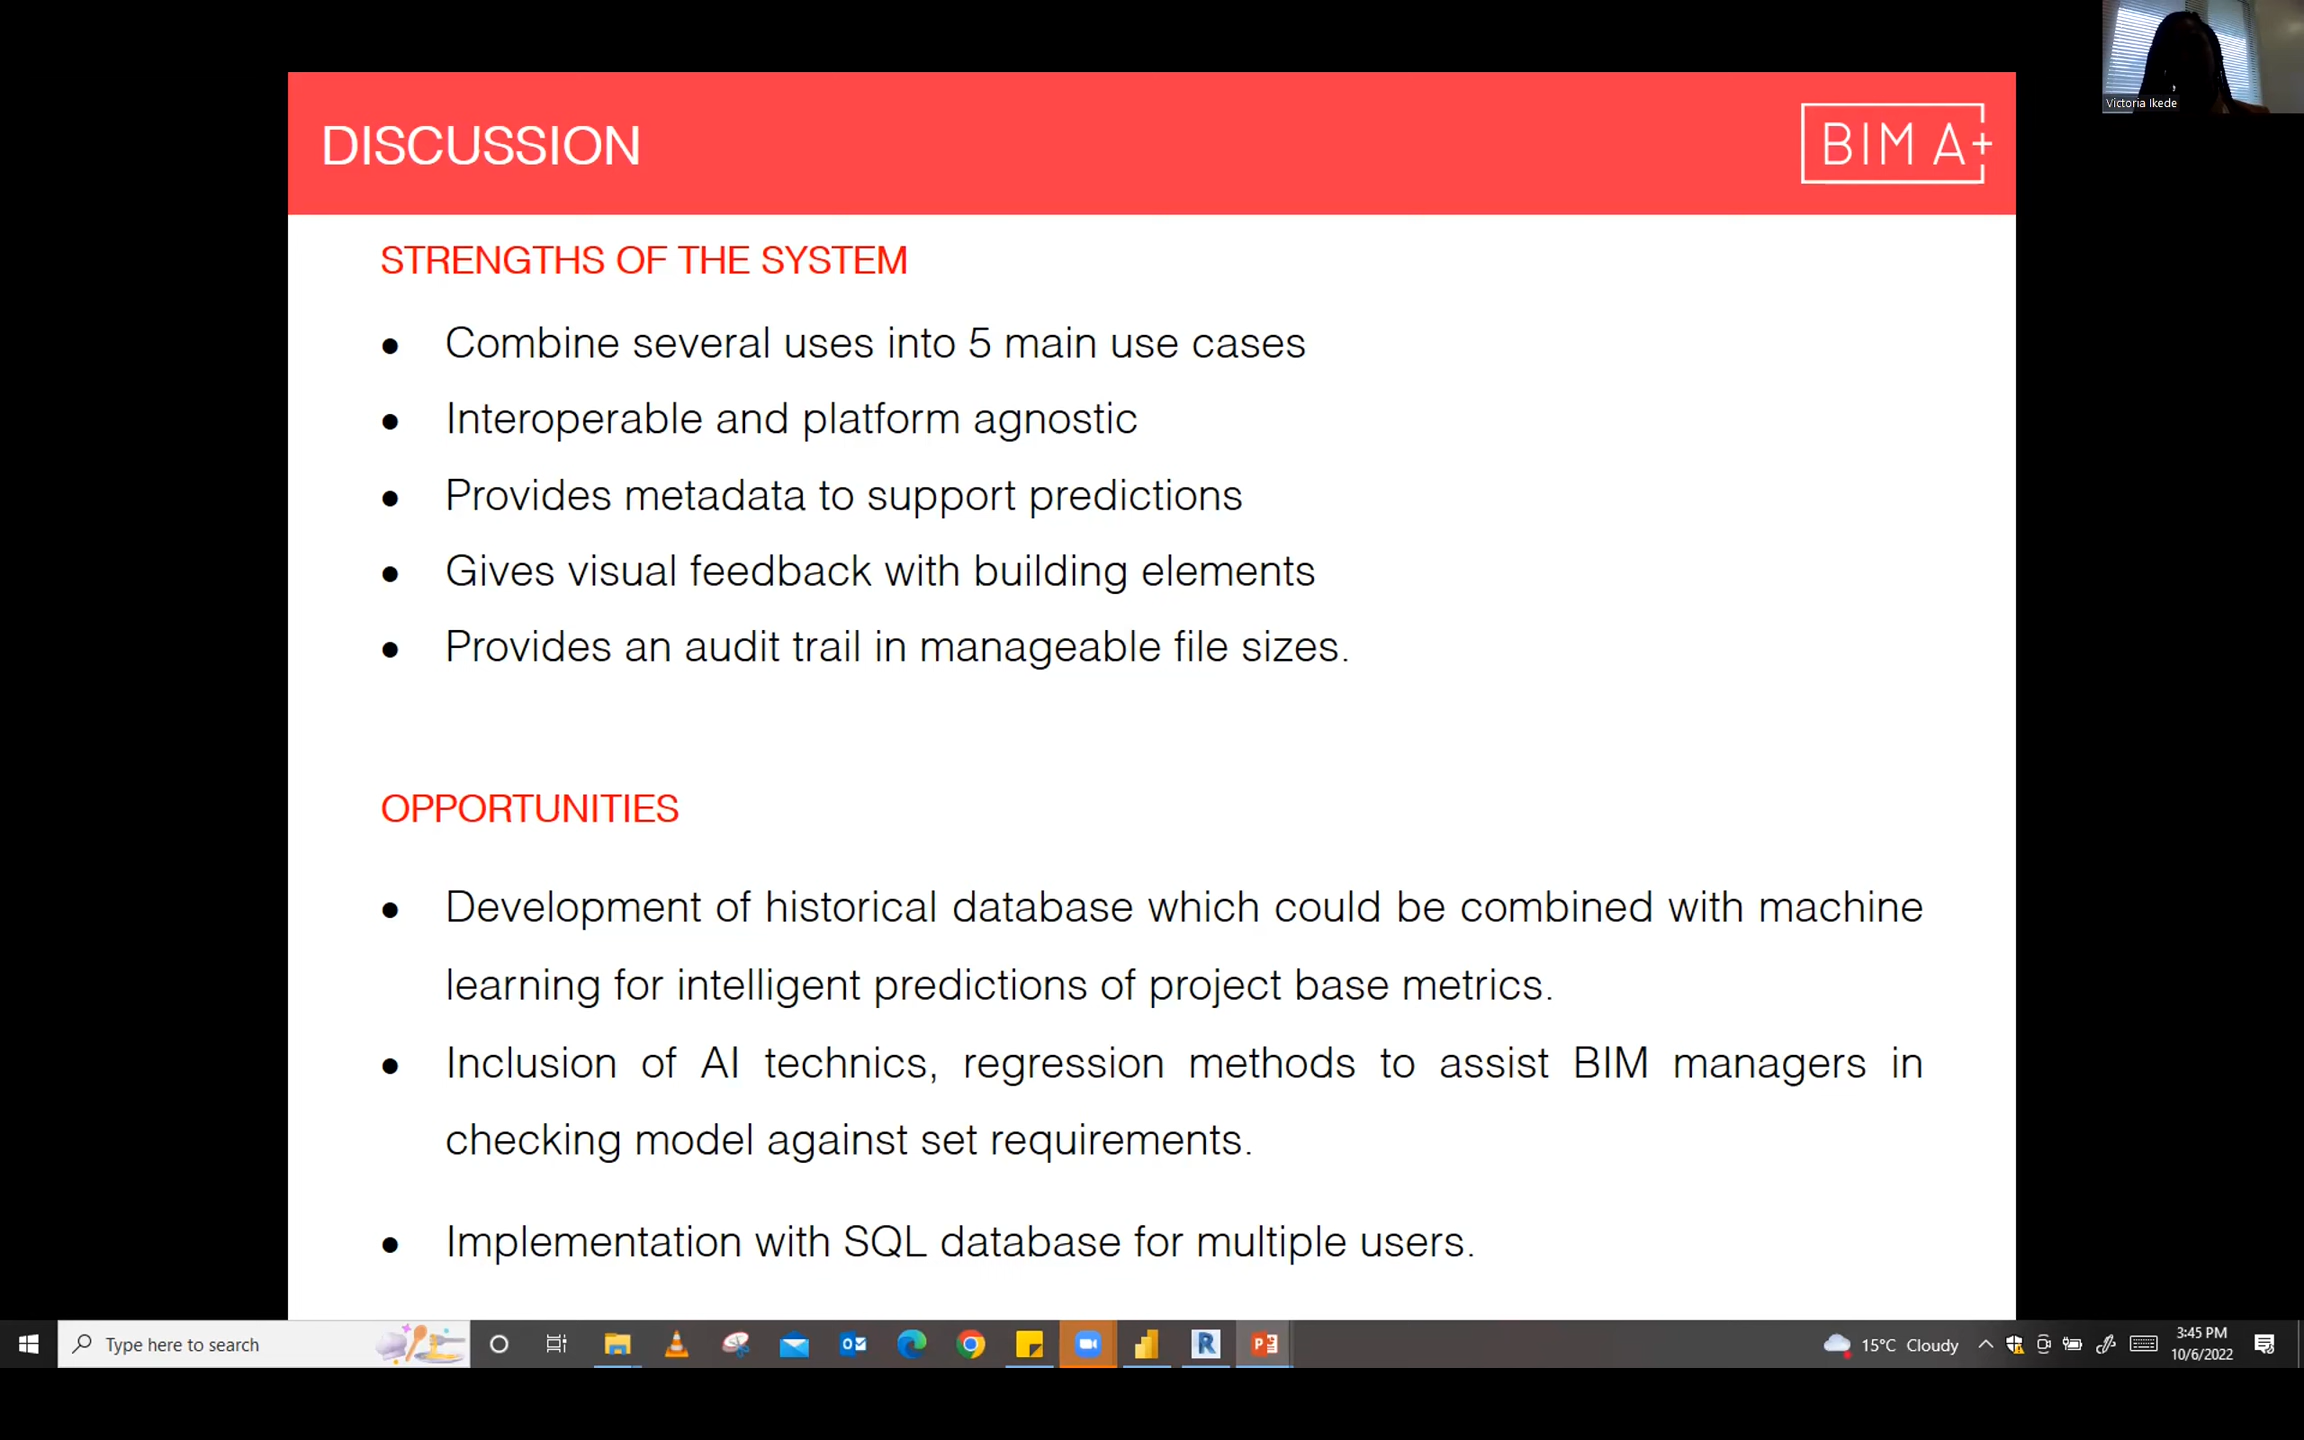 Victoria Ikede
DISCUSSION
BIM A+
STRENGTHS OF THE SYSTEM
• Combine several uses into 5 main use cases
• Interoperable and platform agnostic
• Provides metadata to support predictions
• Gives visual feedback with building elements
• Provides an audit trail in manageable file sizes.
OPPORTUNITIES
• Development of historical database which could be combined with machine
learning for intelligent predictions of project base metrics.
• Inclusion of AI technics, regression methods to assist BIM managers in
checking model against set requirements.
• Implementation with SQL database for multiple users.
Type here to search
15°C Cloudy
3:45 PM
10/6/2022